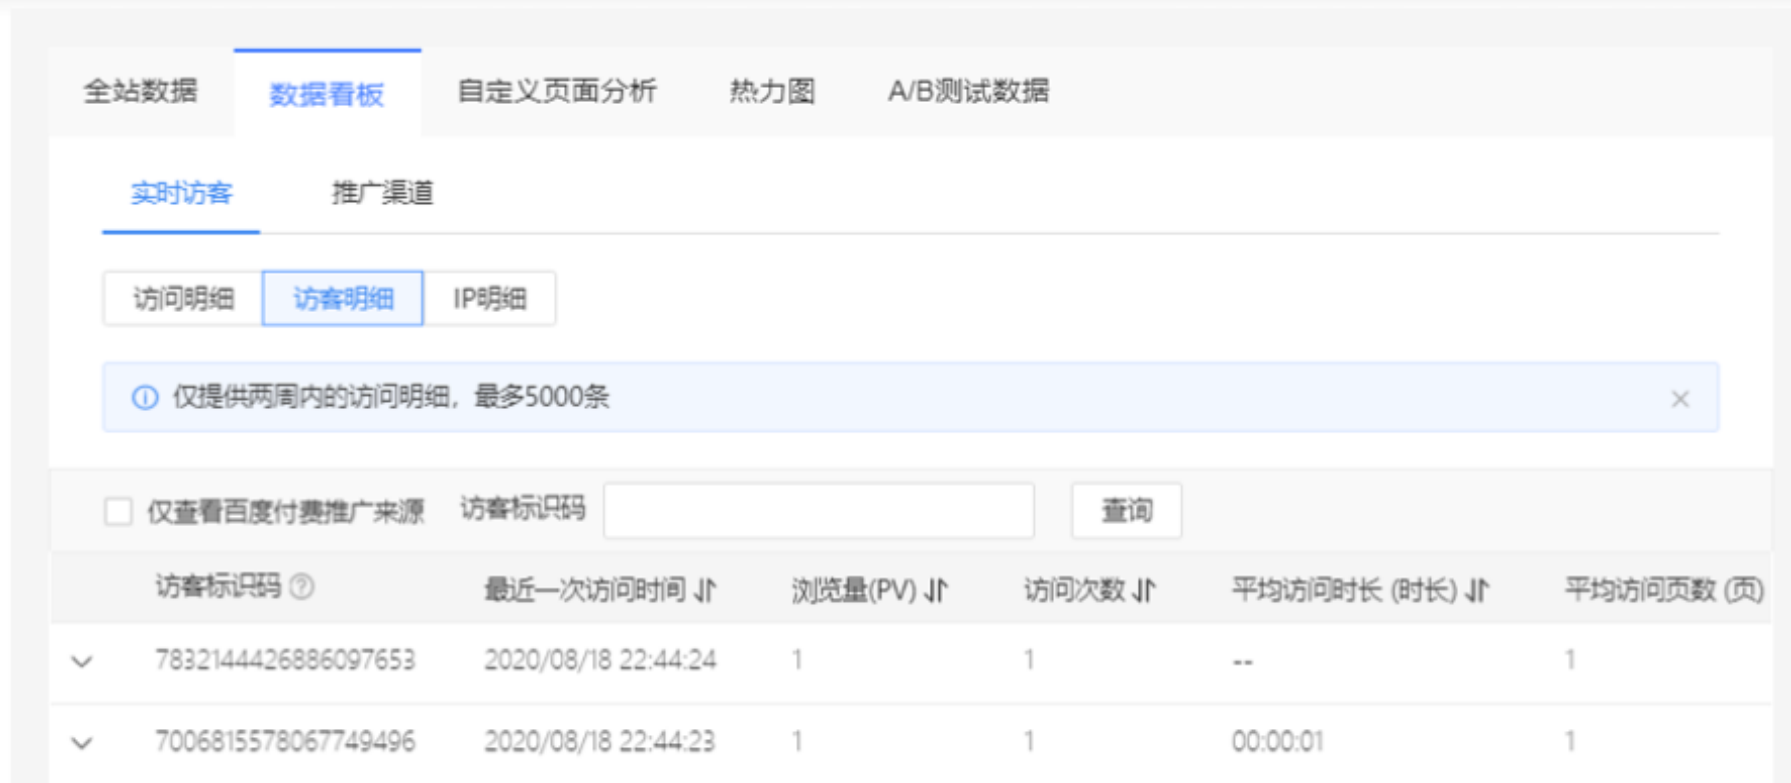 全站数据 数据看板 自定义页面分析 热力图 A/B测试数据
实时访客 推广渠道
访问明细 访客明细 IP明细
仅提供两周内的访问明细，最多5000条
仅查看百度付费推广来源 访客标识码 查询
访客标识码 最近一次访问时间 浏览量(PV) 访问次数 平均访问时长 (时长) 平均访问页数 (页)
7832144426886097653 2020/08/18 22:44:24 1 1 -- 1
7006815578067749496 2020/08/18 22:44:23 1 1 00:00:01 1